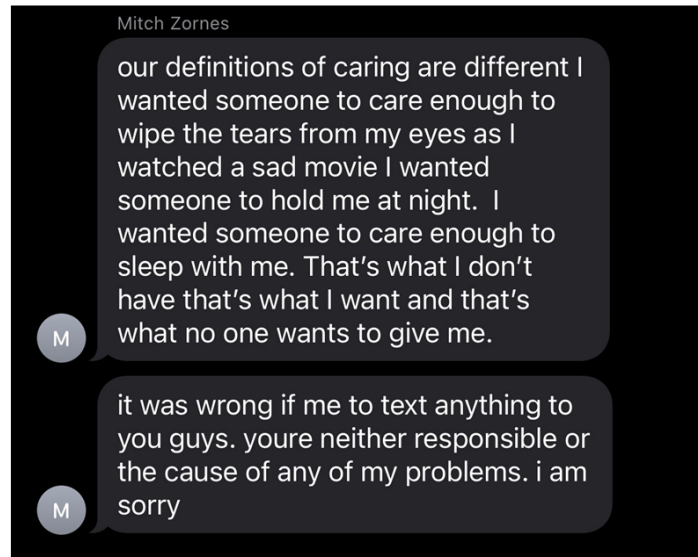 Mitch Zornes
our definitions of caring are different I
wanted someone to care enough to
wipe the tears from my eyes as I
watched a sad movie I wanted
someone to hold me at night.  I
wanted someone to care enough to
sleep with me. That’s what I don’t
have that’s what I want and that’s
what no one wants to give me.
M
it was wrong if me to text anything to
you guys. youre neither responsible or
the cause of any of my problems. i am
sorry
M